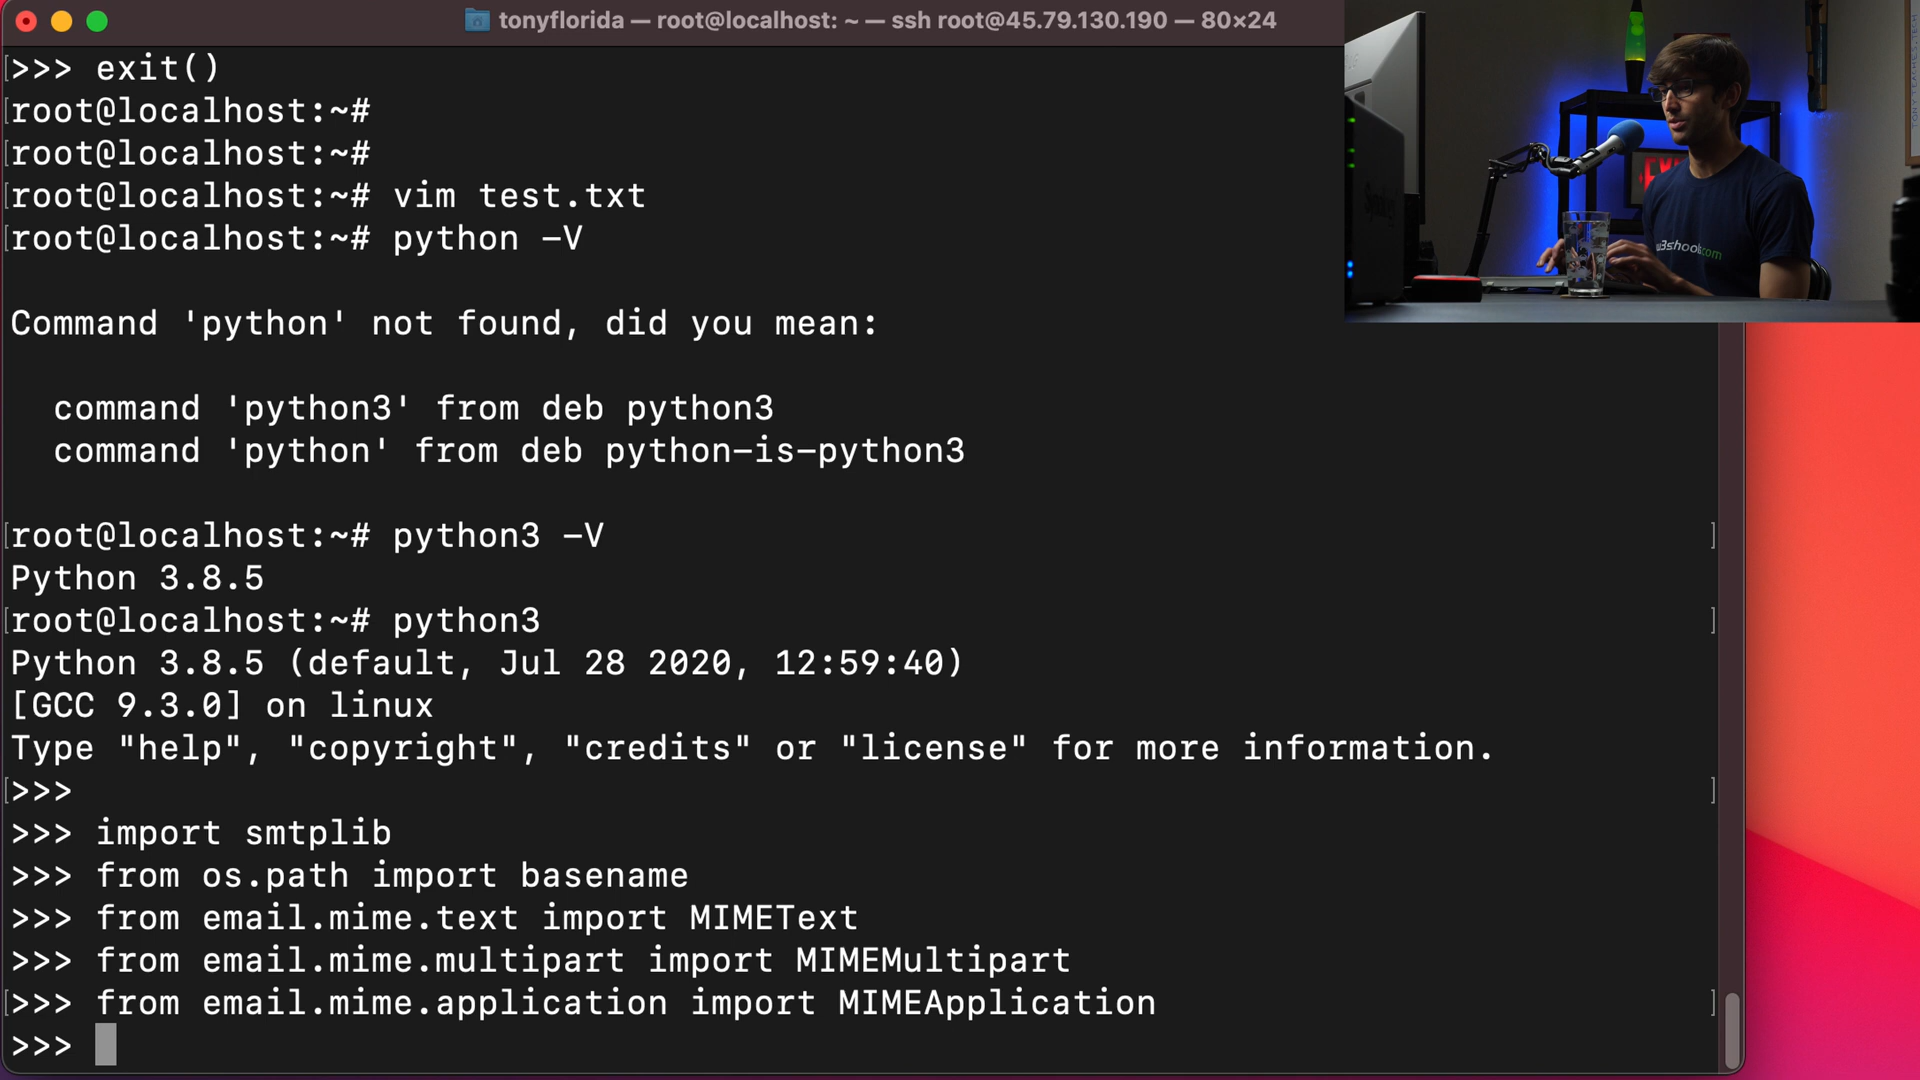 tonyflorida — root@localhost: ~ — ssh root@45.79.130.190 — 80×24
>>> exit()
root@localhost:~#
root@localhost:~#
root@localhost:~# vim test.txt
root@localhost:~# python -V
Command 'python' not found, did you mean:
command 'python3' from deb python3
command 'python' from deb python-is-python3
root@localhost:~# python3 -V
Python 3.8.5
root@localhost:~# python3
Python 3.8.5 (default, Jul 28 2020, 12:59:40)
[GCC 9.3.0] on linux
Type "help", "copyright", "credits" or "license" for more information.
>>>
>>> import smtplib
>>> from os.path import basename
>>> from email.mime.text import MIMEText
>>> from email.mime.multipart import MIMEMultipart
>>> from email.mime.application import MIMEApplication
>>>
Synology
w3shools.com